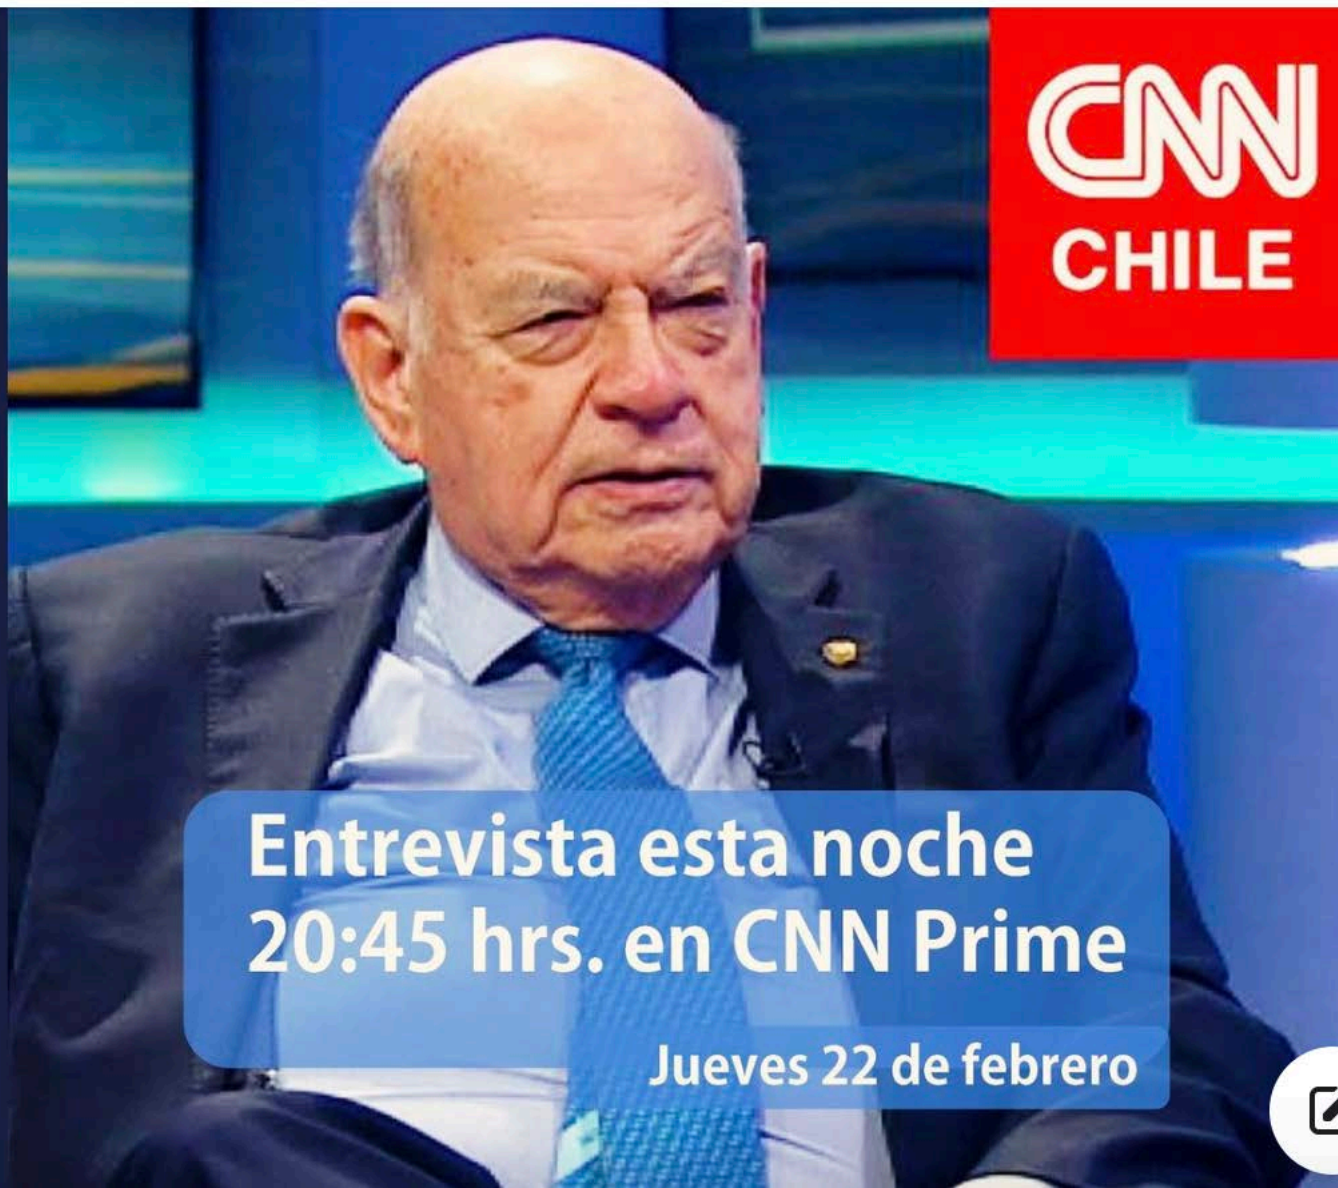 CNN
CHILE
Entrevista esta noche
20:45 hrs. en CNN Prime
Jueves 22 de febrero